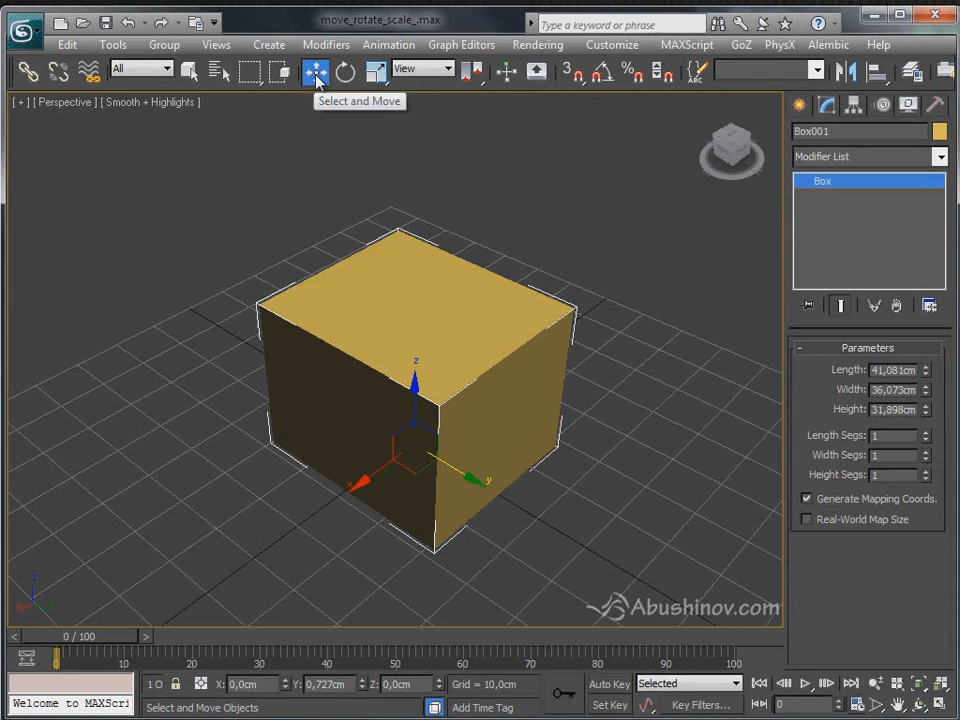 move_rotate_scale_.max
Type a keyword or phrase
Edit Tools Group Views Create Modifiers Animation Graph Editors Rendering Customize MAXScript GoZ PhysX Alembic Help
All
View
3
%
ABC
Select and Move
[ + ] [ Perspective ] [ Smooth + Highlights ]
Box001
Modifier List
Box
Parameters
Length: 41,081cm
Width: 36,073cm
Height: 31,898cm
Length Segs: 1
Width Segs: 1
Height Segs: 1
Generate Mapping Coords.
Real-World Map Size
z
x
y
z
Abushinov.com
< 0 / 100 >
0 10 20 30 40 50 60 70 80 90 100
1 O X: 0,0cm Y: 0,727cm Z: 0,0cm Grid = 10,0cm Auto Key Selected
Welcome to MAXScri Select and Move Objects Add Time Tag Set Key Key Filters... 0